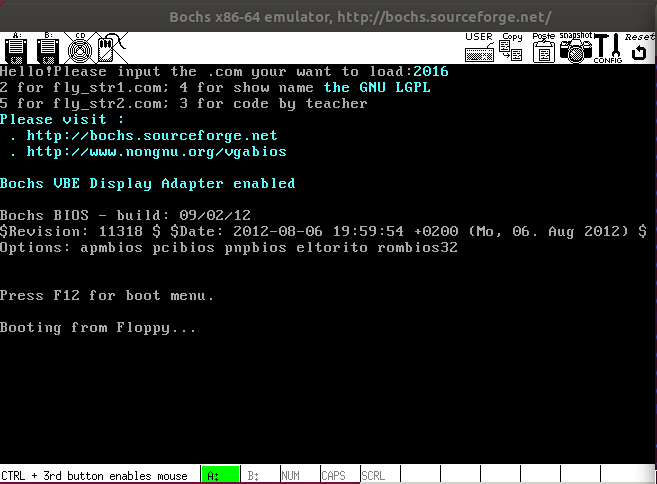 Bochs x86-64 emulator, http://bochs.sourceforge.net/
A: B: CD USER Copy Paste snapshot CONFIG Reset
Hello!Please input the .com your want to load:2016
2 for fly_str1.com; 4 for show name the GNU LGPL
5 for fly_str2.com; 3 for code by teacher
Please visit :
. http://bochs.sourceforge.net
. http://www.nongnu.org/vgabios
Bochs VBE Display Adapter enabled
Bochs BIOS - build: 09/02/12
$Revision: 11318 $ $Date: 2012-08-06 19:59:54 +0200 (Mo, 06. Aug 2012) $
Options: apmbios pcibios pnpbios eltorito rombios32
Press F12 for boot menu.
Booting from Floppy...
CTRL + 3rd button enables mouse A: B: NUM CAPS SCRL